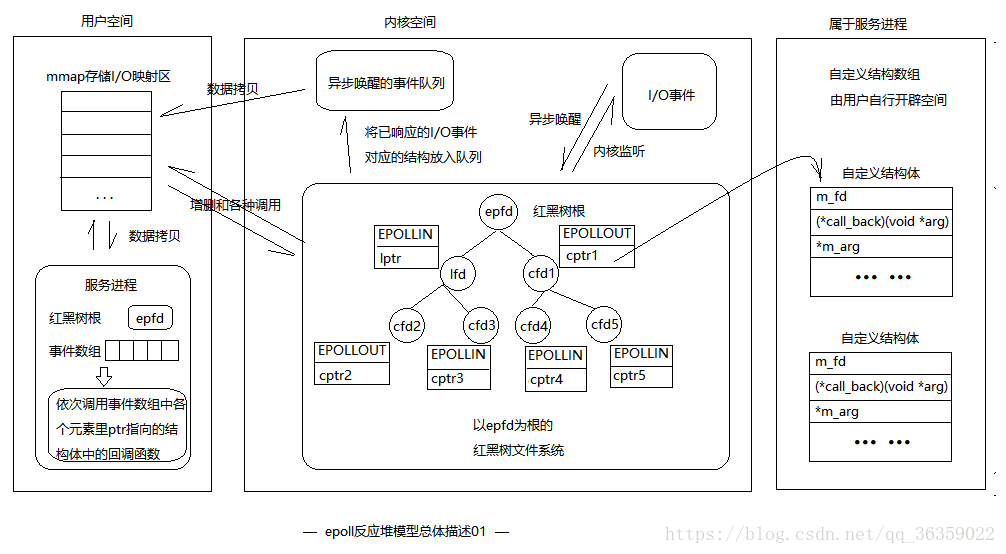 用户空间
mmap存储I/O映射区
...
数据拷贝
服务进程
红黑树根
epfd
事件数组
依次调用事件数组中各
个元素里ptr指向的结
构体中的回调函数
数据拷贝
增删和各种调用
内核空间
异步唤醒的事件队列
将已响应的I/O事件
对应的结构放入队列
I/O事件
异步唤醒
内核监听
epfd
红黑树根
EPOLLIN
lptr
EPOLLOUT
cptr1
lfd
cfd1
cfd2
cfd3
cfd4
cfd5
EPOLLOUT
cptr2
EPOLLIN
cptr3
EPOLLIN
cptr4
EPOLLIN
cptr5
以epfd为根的
红黑树文件系统
属于服务进程
自定义结构数组
由用户自行开辟空间
自定义结构体
m_fd
(*call_back)(void *arg)
*m_arg
••• •••
自定义结构体
m_fd
(*call_back)(void *arg)
*m_arg
••• •••
— epoll反应堆模型总体描述01 —
https://blog.csdn.net/qq_36359022